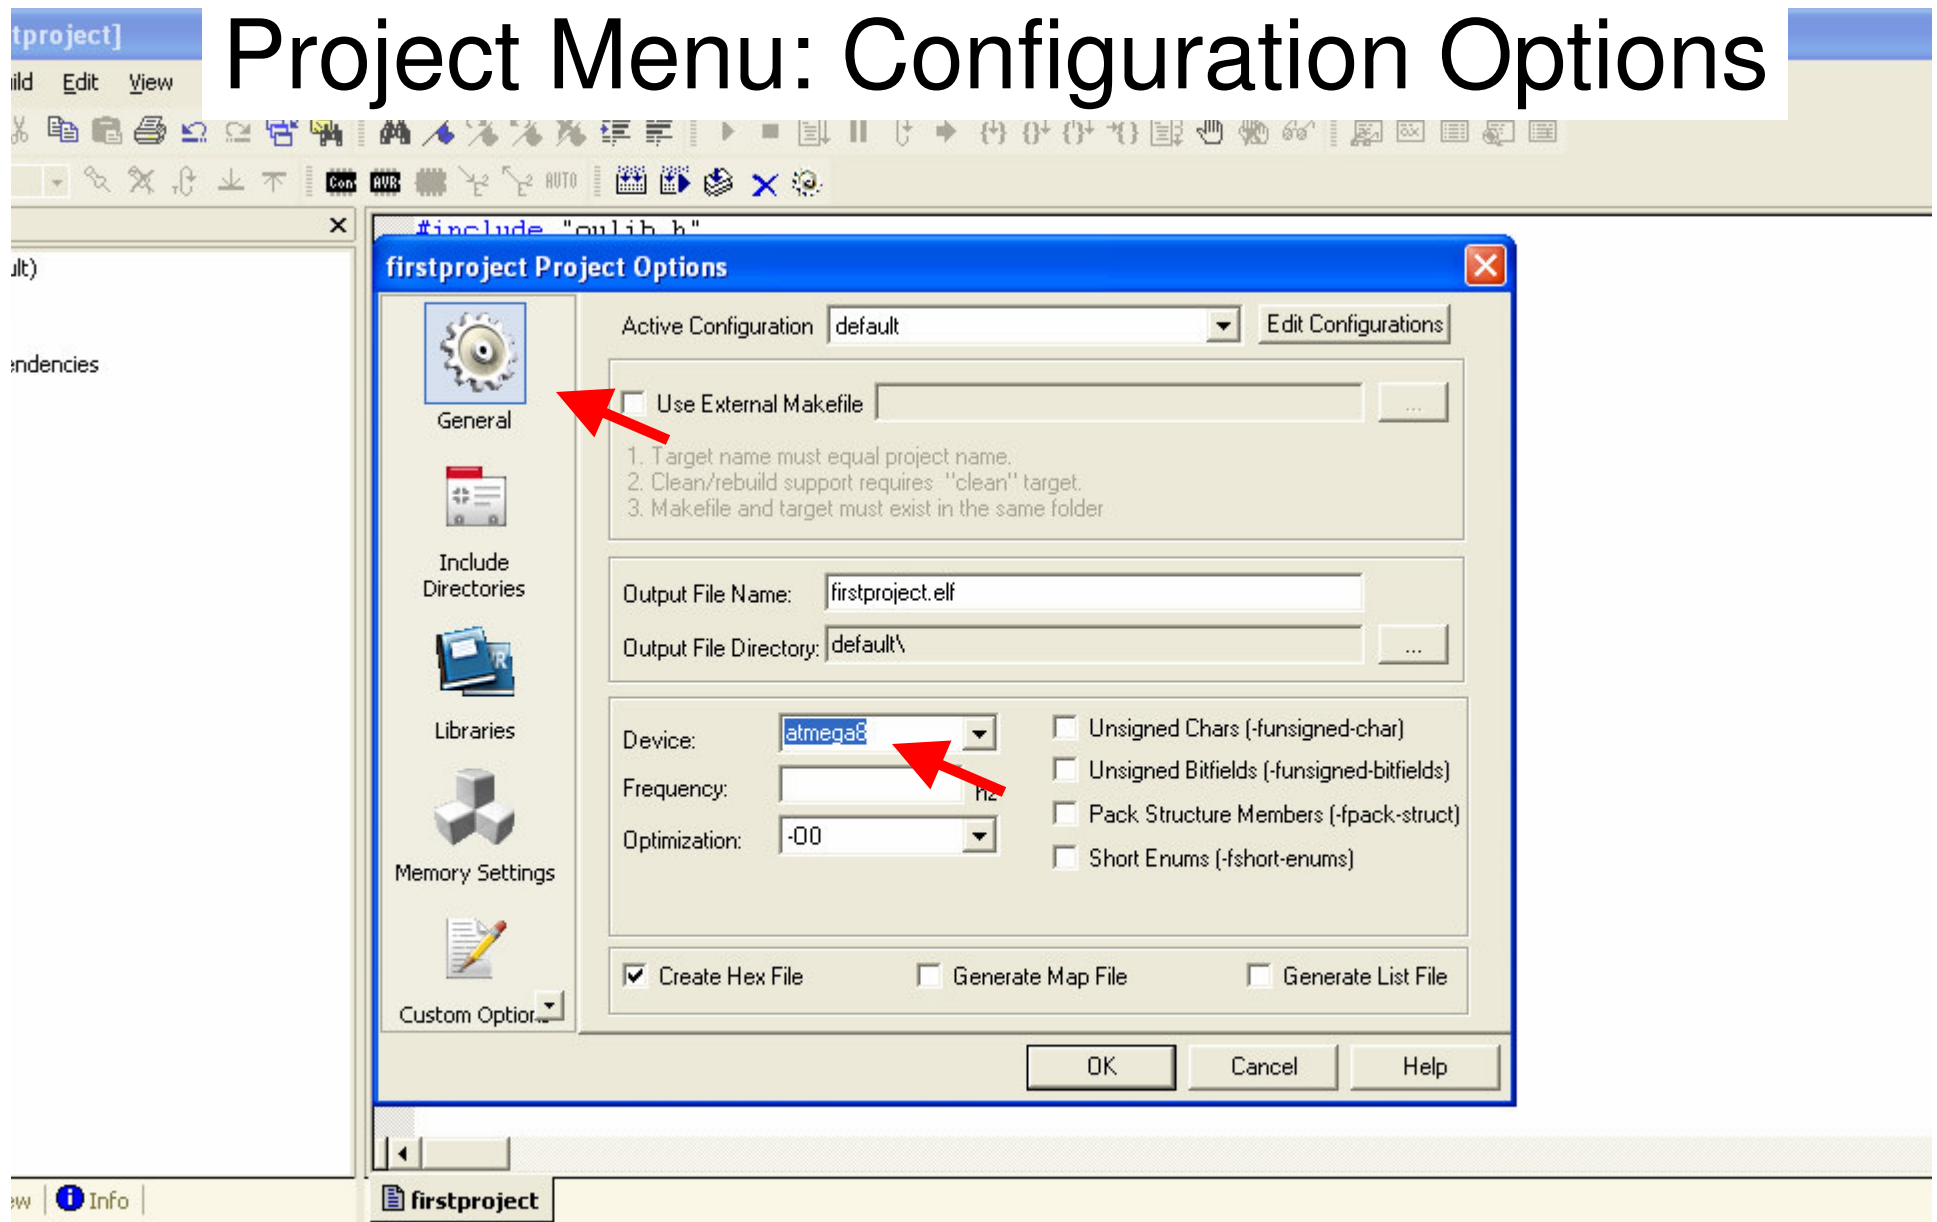 Project Menu: Configuration Options
tproject]
ild Edit View
Con AVR AUTO
#include "oulib.h"
ult)
endencies
firstproject Project Options
General
Include
Directories
Libraries
Memory Settings
Custom Option
Active Configuration default Edit Configurations
Use External Makefile ...
1. Target name must equal project name.
2. Clean/rebuild support requires "clean" target.
3. Makefile and target must exist in the same folder
Output File Name: firstproject.elf
Output File Directory: default\ ...
Device: atmega8
Frequency: hz
Optimization: -O0
Unsigned Chars (-funsigned-char)
Unsigned Bitfields (-funsigned-bitfields)
Pack Structure Members (-fpack-struct)
Short Enums (-fshort-enums)
Create Hex File Generate Map File Generate List File
OK Cancel Help
ew Info
firstproject